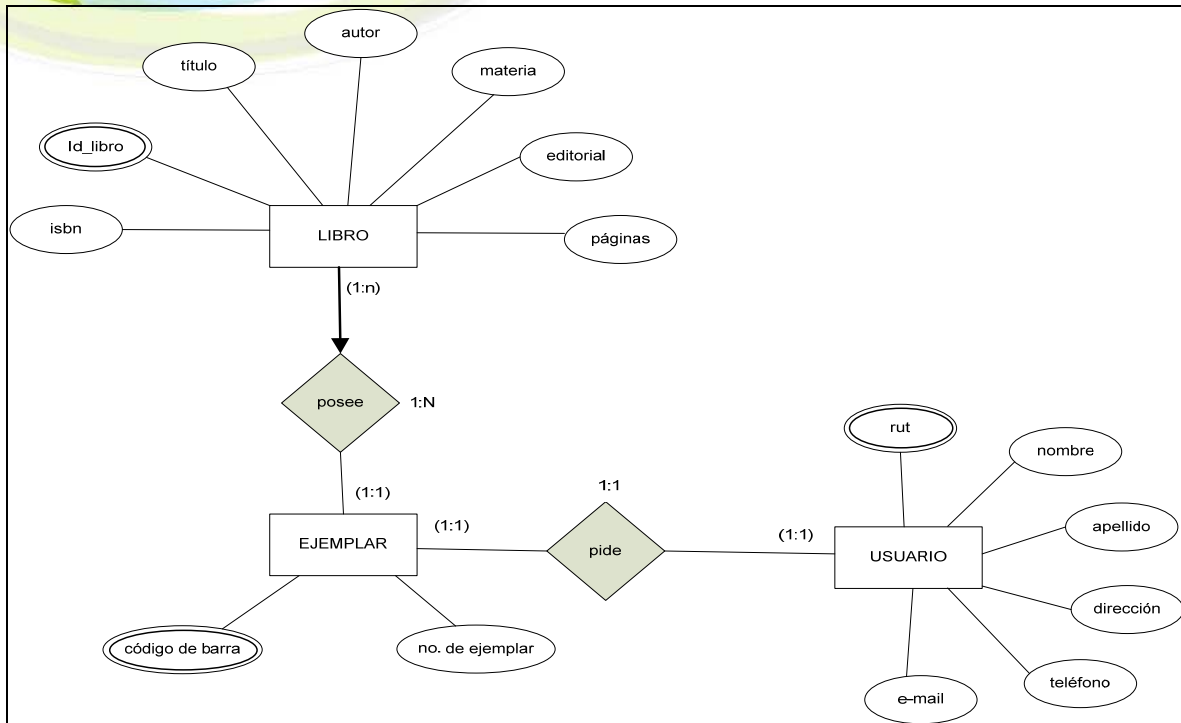 autor
título
materia
Id_libro
editorial
isbn
LIBRO
páginas
(1:n)
posee
1:N
rut
nombre
1:1
(1:1)
(1:1)
(1:1)
apellido
EJEMPLAR
pide
USUARIO
dirección
código de barra
no. de ejemplar
teléfono
e-mail